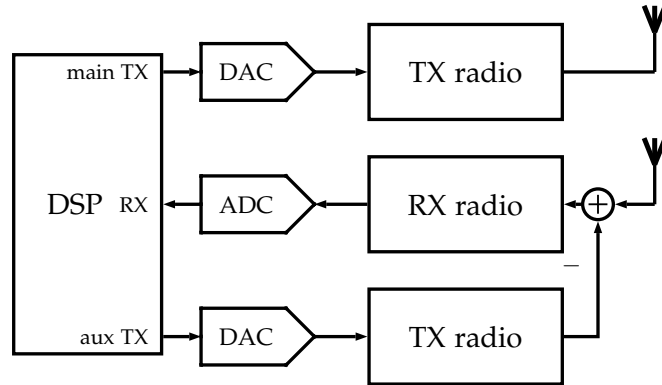 main TX
DAC
TX radio
DSP
RX
ADC
RX radio
+
−
aux TX
DAC
TX radio